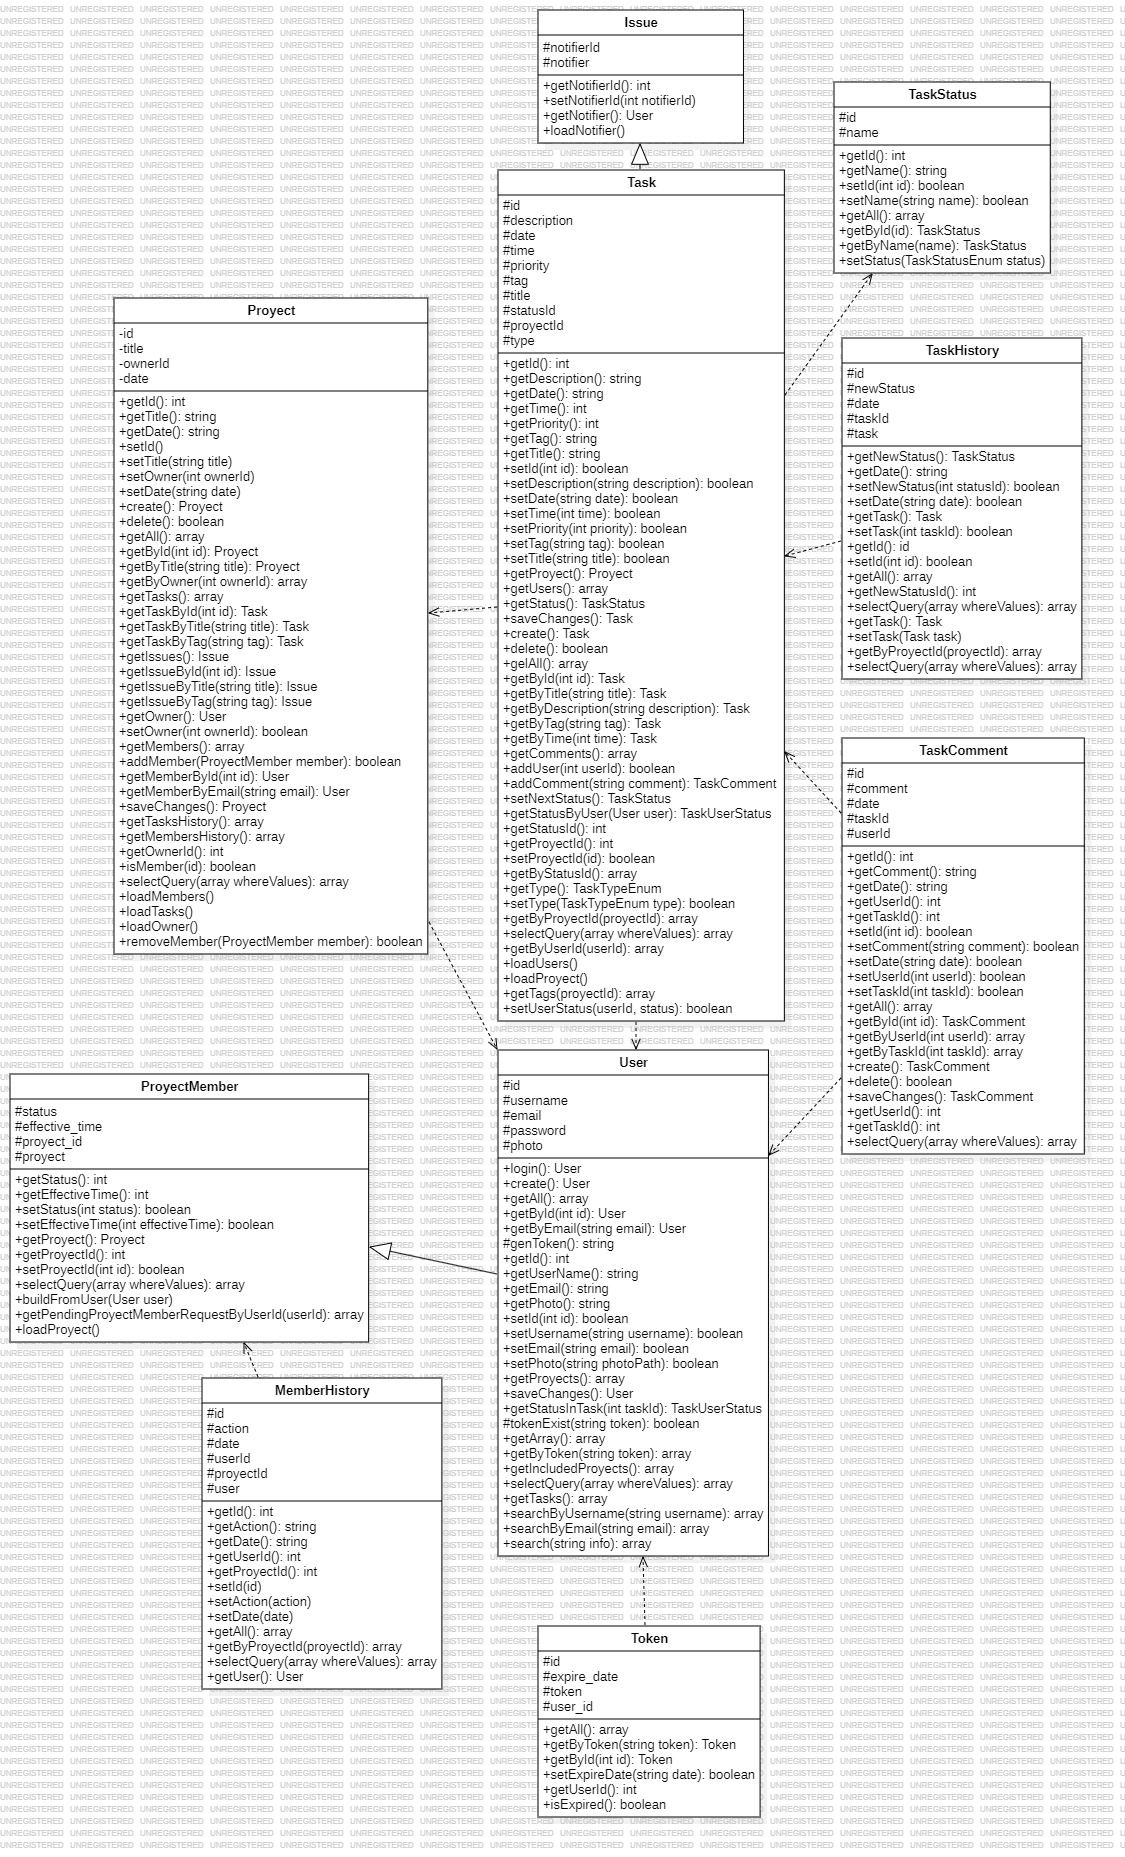 Issue
#notifierId
#notifier
+getNotifierId(): int
+setNotifierId(int notifierId)
+getNotifier(): User
+loadNotifier()
TaskStatus
#id
#name
+getId(): int
+getName(): string
+setId(int id): boolean
+setName(string name): boolean
+getAll(): array
+getById(id): TaskStatus
+getByName(name): TaskStatus
+setStatus(TaskStatusEnum status)
Task
#id
#description
#date
#time
#priority
#tag
#title
#statusId
#proyectId
#type
+getId(): int
+getDescription(): string
+getDate(): string
+getTime(): int
+getPriority(): int
+getTag(): string
+getTitle(): string
+setId(int id): boolean
+setDescription(string description): boolean
+setDate(string date): boolean
+setTime(int time): boolean
+setPriority(int priority): boolean
+setTag(string tag): boolean
+setTitle(string title): boolean
+getProyect(): Proyect
+getUsers(): array
+getStatus(): TaskStatus
+saveChanges(): Task
+create(): Task
+delete(): boolean
+gelAll(): array
+getById(int id): Task
+getByTitle(string title): Task
+getByDescription(string description): Task
+getByTag(string tag): Task
+getByTime(int time): Task
+getComments(): array
+addUser(int userId): boolean
+addComment(string comment): TaskComment
+setNextStatus(): TaskStatus
+getStatusByUser(User user): TaskUserStatus
+getStatusId(): int
+getProyectId(): int
+setProyectId(id): boolean
+getByStatusId(): array
+getType(): TaskTypeEnum
+setType(TaskTypeEnum type): boolean
+getByProyectId(proyectId): array
+selectQuery(array whereValues): array
+getByUserId(userId): array
+loadUsers()
+loadProyect()
+getTags(proyectId): array
+setUserStatus(userId, status): boolean
Proyect
-id
-title
-ownerId
-date
+getId(): int
+getTitle(): string
+getDate(): string
+setId()
+setTitle(string title)
+setOwner(int ownerId)
+setDate(string date)
+create(): Proyect
+delete(): boolean
+getAll(): array
+getById(int id): Proyect
+getByTitle(string title): Proyect
+getByOwner(int ownerId): array
+getTasks(): array
+getTaskById(int id): Task
+getTaskByTitle(string title): Task
+getTaskByTag(string tag): Task
+getIssues(): Issue
+getIssueById(int id): Issue
+getIssueByTitle(string title): Issue
+getIssueByTag(string tag): Issue
+getOwner(): User
+setOwner(int ownerId): boolean
+getMembers(): array
+addMember(ProyectMember member): boolean
+getMemberById(int id): User
+getMemberByEmail(string email): User
+saveChanges(): Proyect
+getTasksHistory(): array
+getMembersHistory(): array
+getOwnerId(): int
+isMember(id): boolean
+selectQuery(array whereValues): array
+loadMembers()
+loadTasks()
+loadOwner()
+removeMember(ProyectMember member): boolean
TaskHistory
#id
#newStatus
#date
#taskId
#task
+getNewStatus(): TaskStatus
+getDate(): string
+setNewStatus(int statusId): boolean
+setDate(string date): boolean
+getTask(): Task
+setTask(int taskId): boolean
+getId(): id
+setId(int id): boolean
+getAll(): array
+getNewStatusId(): int
+selectQuery(array whereValues): array
+getTask(): Task
+setTask(Task task)
+getByProyectId(proyectId): array
+selectQuery(array whereValues): array
TaskComment
#id
#comment
#date
#taskId
#userId
+getId(): int
+getComment(): string
+getDate(): string
+getUserId(): int
+getTaskId(): int
+setId(int id): boolean
+setComment(string comment): boolean
+setDate(string date): boolean
+setUserId(int userId): boolean
+setTaskId(int taskId): boolean
+getAll(): array
+getById(int id): TaskComment
+getByUserId(int userId): array
+getByTaskId(int taskId): array
+create(): TaskComment
+delete(): boolean
+saveChanges(): TaskComment
+getUserId(): int
+getTaskId(): int
+selectQuery(array whereValues): array
User
#id
#username
#email
#password
#photo
+login(): User
+create(): User
+getAll(): array
+getById(int id): User
+getByEmail(string email): User
#genToken(): string
+getId(): int
+getUserName(): string
+getEmail(): string
+getPhoto(): string
+setId(int id): boolean
+setUsername(string username): boolean
+setEmail(string email): boolean
+setPhoto(string photoPath): boolean
+getProyects(): array
+saveChanges(): User
+getStatusInTask(int taskId): TaskUserStatus
#tokenExist(string token): boolean
+getArray(): array
+getByToken(string token): array
+getIncludedProyects(): array
+selectQuery(array whereValues): array
+getTasks(): array
+searchByUsername(string username): array
+searchByEmail(string email): array
+search(string info): array
ProyectMember
#status
#effective_time
#proyect_id
#proyect
+getStatus(): int
+getEffectiveTime(): int
+setStatus(int status): boolean
+setEffectiveTime(int effectiveTime): boolean
+getProyect(): Proyect
+getProyectId(): int
+setProyectId(int id): boolean
+selectQuery(array whereValues): array
+buildFromUser(User user)
+getPendingProyectMemberRequestByUserId(userId): array
+loadProyect()
MemberHistory
#id
#action
#date
#userId
#proyectId
#user
+getId(): int
+getAction(): string
+getDate(): string
+getUserId(): int
+getProyectId(): int
+setId(id)
+setAction(action)
+setDate(date)
+getAll(): array
+getByProyectId(proyectId): array
+selectQuery(array whereValues): array
+getUser(): User
Token
#id
#expire_date
#token
#user_id
+getAll(): array
+getByToken(string token): Token
+getById(int id): Token
+setExpireDate(string date): boolean
+getUserId(): int
+isExpired(): boolean
UNREGISTERED